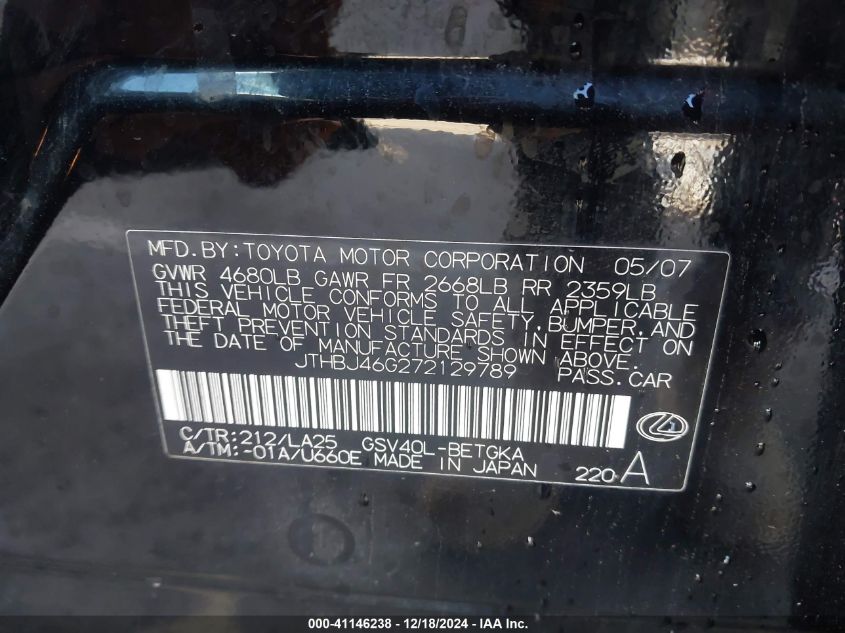 MFD.BY:TOYOTA MOTOR CORPORATION 05/07
GVWR 4680LB GAWR FR 2668LB RR 2359LB
THIS VEHICLE CONFORMS TO ALL APPLICABLE
FEDERAL MOTOR VEHICLE SAFETY,BUMPER,AND
THEFT PREVENTION STANDARDS IN EFFECT ON
THE DATE OF MANUFACTURE SHOWN ABOVE.
JTHBJ46G272129789 PASS.CAR
C/TR:212/LA25 GSV40L-BETGKA
A/TM:-01A/U660E MADE IN JAPAN 220-A
000-41146238 - 12/18/2024 - IAA Inc.